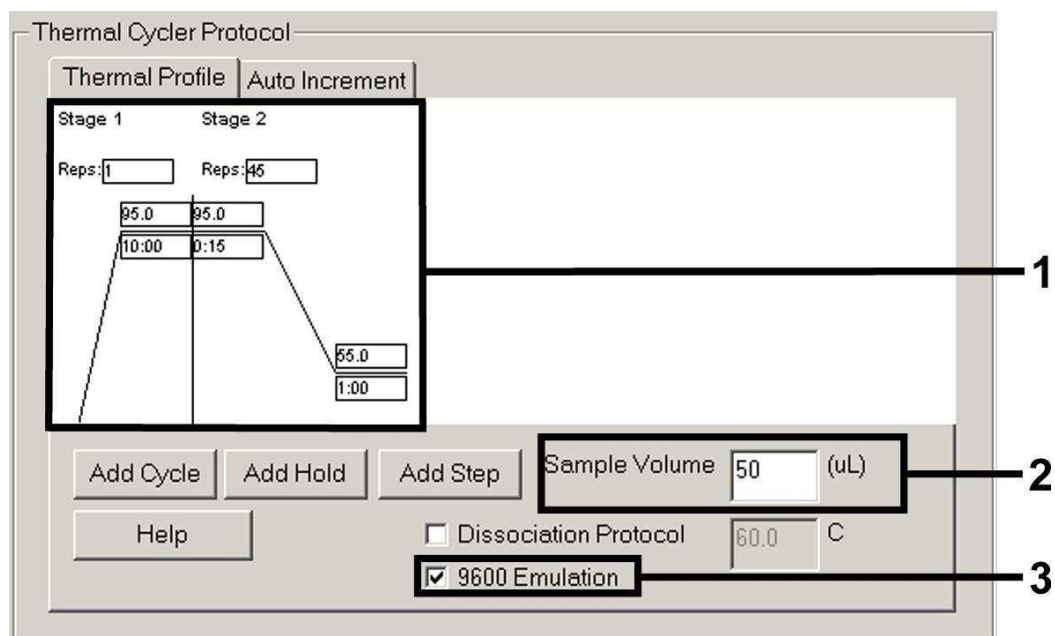 Thermal Cycler Protocol
Thermal Profile Auto Increment
Stage 1 Stage 2
Reps: 1 Reps: 45
95.0 95.0
10:00 0:15
1
55.0
1:00
Add Cycle Add Hold Add Step Sample Volume 50 (uL)
2
Help Dissociation Protocol 60.0 C
9600 Emulation
3